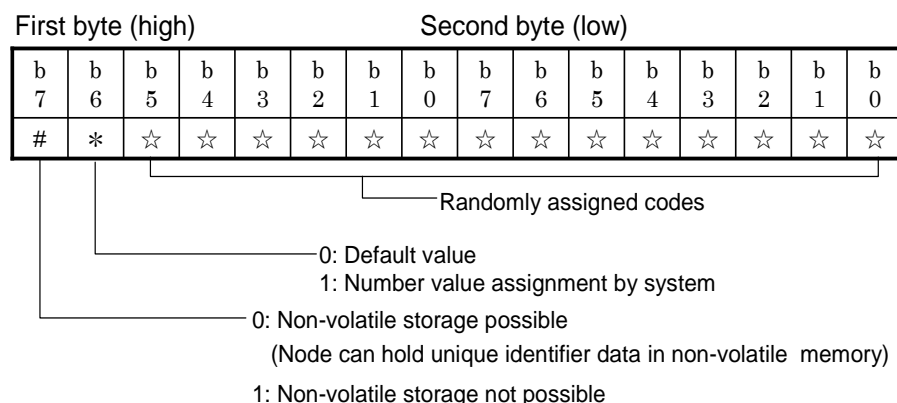 First byte (high) Second byte (low)
b b b b b b b b b b b b b b b b
7 6 5 4 3 2 1 0 7 6 5 4 3 2 1 0
# * ☆ ☆ ☆ ☆ ☆ ☆ ☆ ☆ ☆ ☆ ☆ ☆ ☆ ☆
Randomly assigned codes
0: Default value
1: Number value assignment by system
0: Non-volatile storage possible
(Node can hold unique identifier data in non-volatile memory)
1: Non-volatile storage not possible